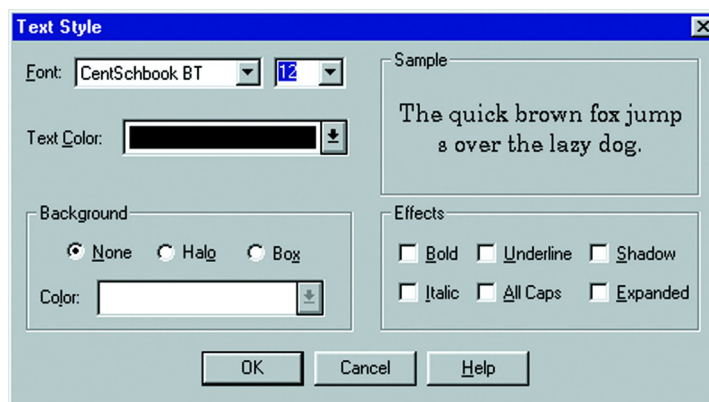 Text Style
Font: CentSchbook BT 12
Text Color:
Sample
The quick brown fox jump
s over the lazy dog.
Background
None Halo Box
Color:
Effects
Bold Underline Shadow
Italic All Caps Expanded
OK Cancel Help